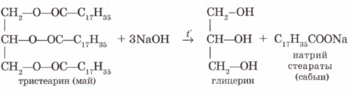 CH₂—O—OC—C₁₇H₃₅ CH₂—OH
CH—O—OC—C₁₇H₃₅ + 3NaOH →(t°) CH—OH + C₁₇H₃₅COONa
CH₂—O—OC—C₁₇H₃₅ CH₂—OH
тристеарин (май) глицерин натрий
стеараты
(сабын)